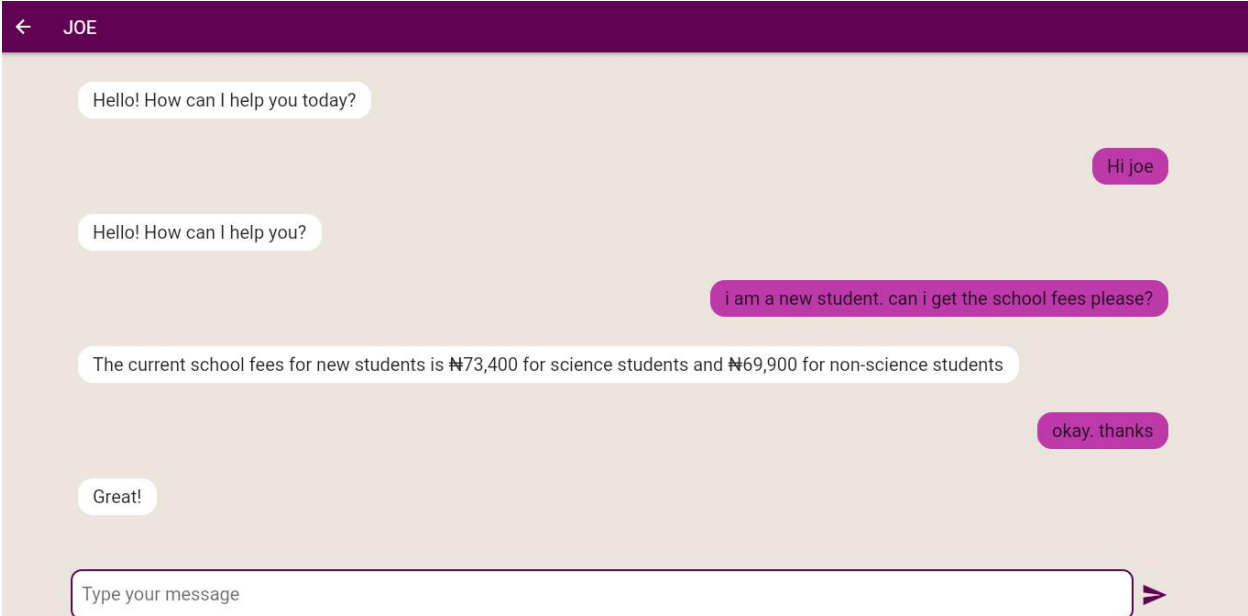 JOE
Hello! How can I help you today?
Hi joe
Hello! How can I help you?
i am a new student. can i get the school fees please?
The current school fees for new students is ₦73,400 for science students and ₦69,900 for non-science students
okay. thanks
Great!
Type your message